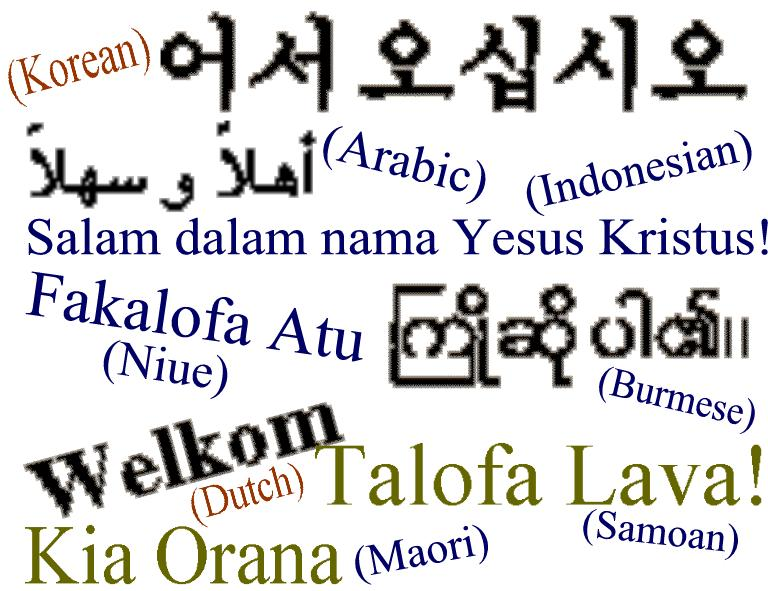 (Korean) 어서 오십시오
أهلاً و سهلاً (Arabic) (Indonesian)
Salam dalam nama Yesus Kristus!
Fakalofa Atu
(Niue)
ကြိုဆို ပါ၏။
(Burmese)
Welkom
(Dutch)
Talofa Lava!
(Samoan)
Kia Orana (Maori)